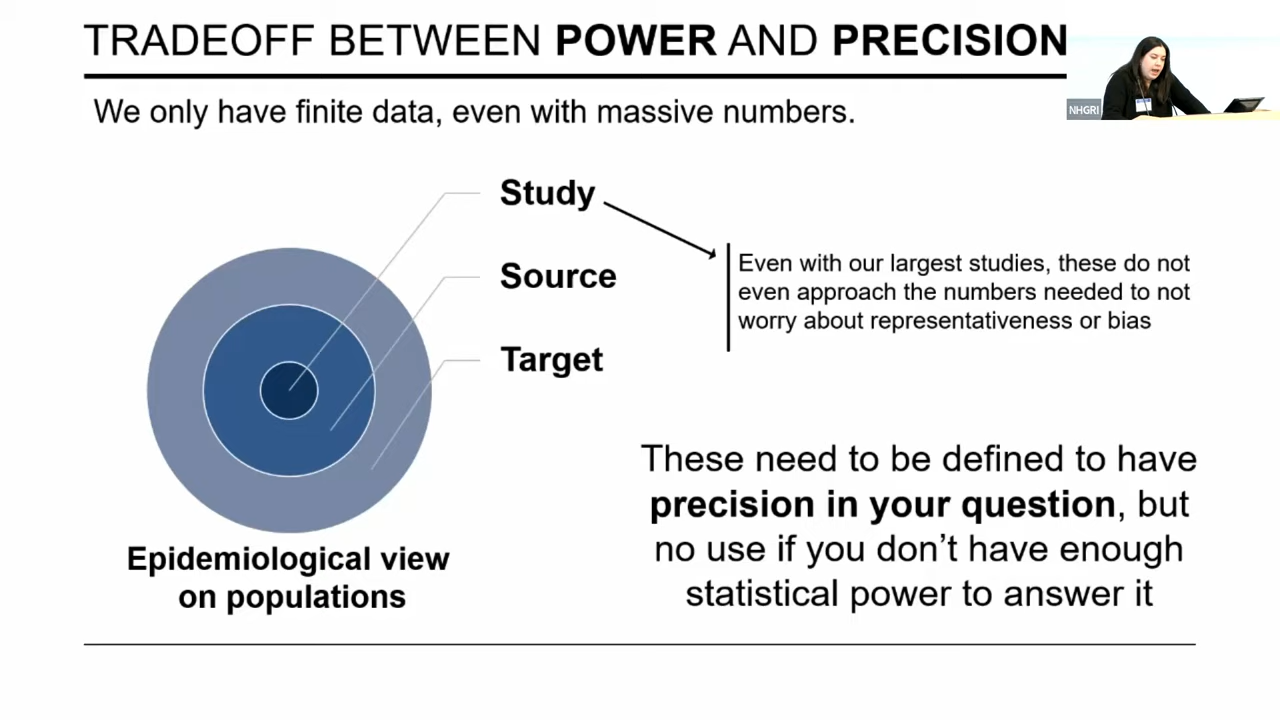 TRADEOFF BETWEEN POWER AND PRECISION
NHGRI
We only have finite data, even with massive numbers.
Study
Source
Target
Even with our largest studies, these do not
even approach the numbers needed to not
worry about representativeness or bias
These need to be defined to have
precision in your question, but
no use if you don't have enough
statistical power to answer it
Epidemiological view
on populations